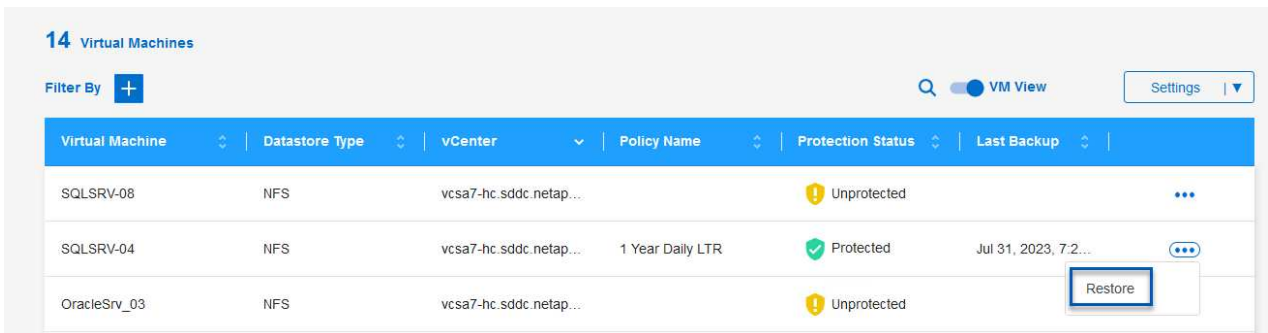 14 Virtual Machines
Filter By +
VM View
Settings
Virtual Machine Datastore Type vCenter Policy Name Protection Status Last Backup
SQLSRV-08 NFS vcsa7-hc.sddc.netap... Unprotected
SQLSRV-04 NFS vcsa7-hc.sddc.netap... 1 Year Daily LTR Protected Jul 31, 2023, 7:2...
Restore
OracleSrv_03 NFS vcsa7-hc.sddc.netap... Unprotected